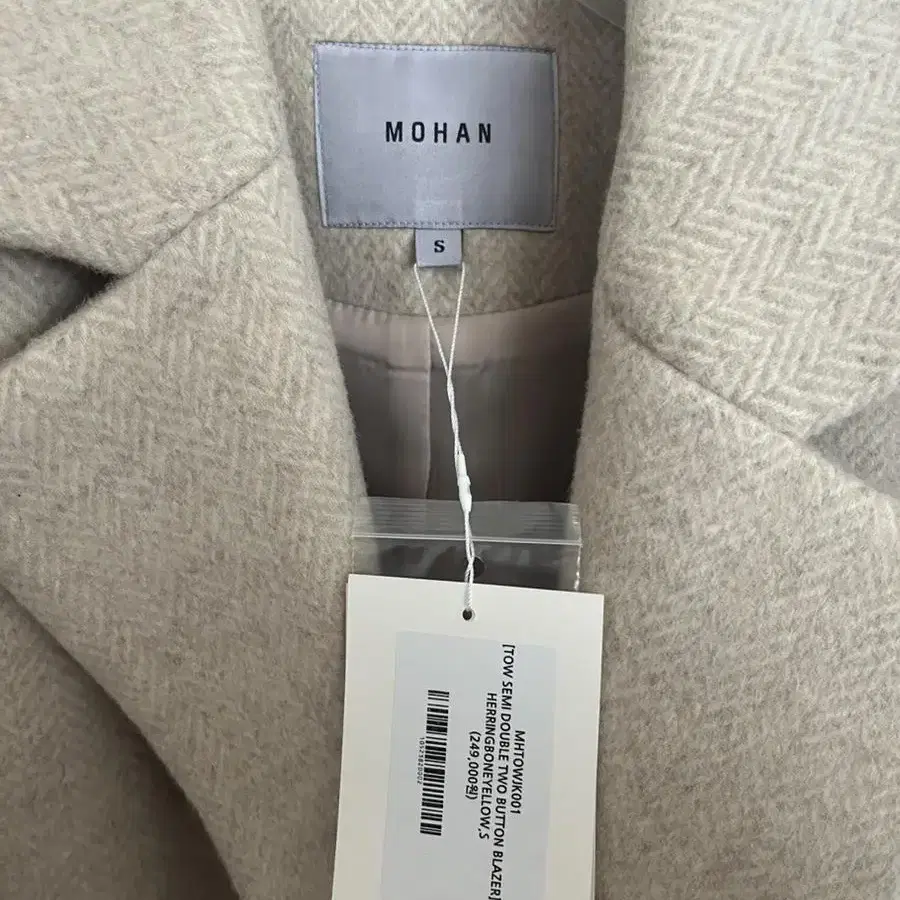 MOHAN
S
MHTOWJK001
[TOW SEMI DOUBLE TWO BUTTON BLAZER]
HERRINGBONEYELLOW,S
(249,000원)